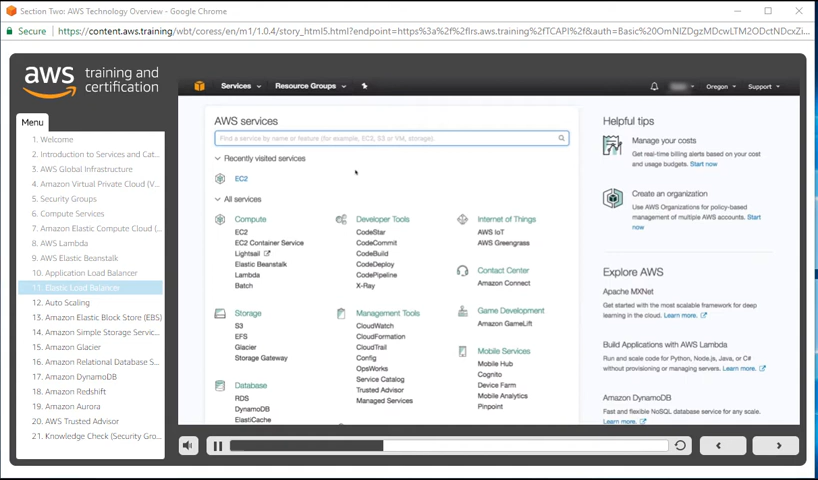 Section Two: AWS Technology Overview - Google Chrome
Secure https://content.aws.training/wbt/coress/en/m1/1.0.4/story_html5.html?endpoint=https%3a%2f%2flrs.aws.training%2fTCAPI%2f&auth=Basic%20OmNlZDgzMDcwLTM2ODctNDcxZi...
aws training and certification
Menu
1. Welcome
2. Introduction to Services and Cat...
3. AWS Global Infrastructure
4. Amazon Virtual Private Cloud (V...
5. Security Groups
6. Compute Services
7. Amazon Elastic Compute Cloud (...
8. AWS Lambda
9. AWS Elastic Beanstalk
10. Application Load Balancer
11. Elastic Load Balancer
12. Auto Scaling
13. Amazon Elastic Block Store (EBS)
14. Amazon Simple Storage Servic...
15. Amazon Glacier
16. Amazon Relational Database S...
17. Amazon DynamoDB
18. Amazon Redshift
19. Amazon Aurora
20. AWS Trusted Advisor
21. Knowledge Check (Security Gro...
Services Resource Groups Oregon Support
AWS services
Find a service by name or feature (for example, EC2, S3 or VM, storage).
Recently visited services
EC2
All services
Compute
EC2
EC2 Container Service
Lightsail
Elastic Beanstalk
Lambda
Batch
Storage
S3
EFS
Glacier
Storage Gateway
Database
RDS
DynamoDB
ElastiCache
Developer Tools
CodeStar
CodeCommit
CodeBuild
CodeDeploy
CodePipeline
X-Ray
Management Tools
CloudWatch
CloudFormation
CloudTrail
Config
OpsWorks
Service Catalog
Trusted Advisor
Managed Services
Internet of Things
AWS IoT
AWS Greengrass
Contact Center
Amazon Connect
Game Development
Amazon GameLift
Mobile Services
Mobile Hub
Cognito
Device Farm
Mobile Analytics
Pinpoint
Helpful tips
Manage your costs
Get real-time billing alerts based on your cost
and usage budgets. Start now
Create an organization
Use AWS Organizations for policy-based
management of multiple AWS accounts. Start
now
Explore AWS
Apache MXNet
Get started with the most scalable framework for deep
learning in the cloud. Learn more.
Build Applications with AWS Lambda
Run and scale code for Python, Node.js, Java, or C#
without provisioning or managing servers. Learn more.
Amazon DynamoDB
Fast and flexible NoSQL database service for any scale.
Learn more.